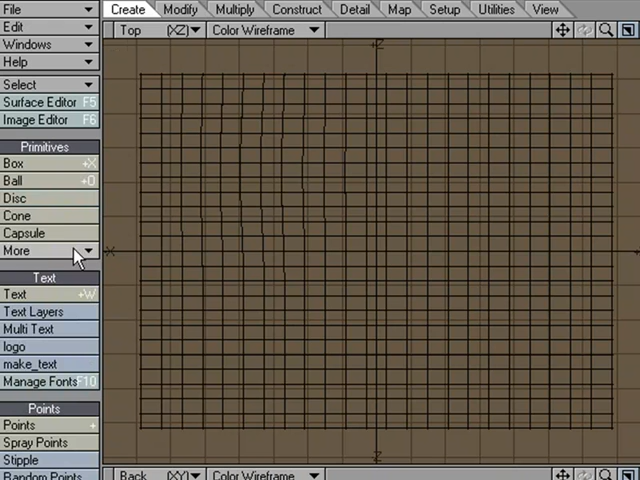 File
Create Modify Multiply Construct Detail Map Setup Utilities View
Edit
Top (XZ) Color Wireframe
Windows
Help
Select
Surface Editor F5
Image Editor F6
Primitives
Box +X
Ball +O
Disc
Cone
Capsule
More
Text
Text +W
Text Layers
Multi Text
logo
make_text
Manage Fonts F10
Points
Points +
Spray Points
Stipple
Random Points
Back (XY) Color Wireframe
Z
X
Z